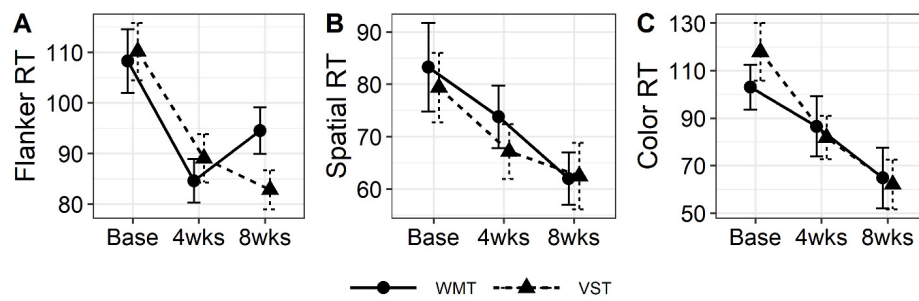 A
Flanker RT
110
100
90
80
Base 4wks 8wks
B
Spatial RT
90
80
70
60
Base 4wks 8wks
C
Color RT
130
110
90
70
50
Base 4wks 8wks
WMT VST